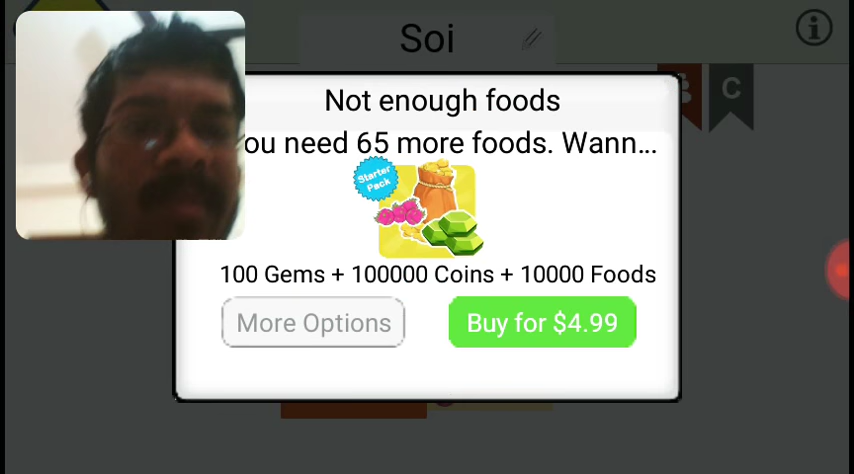 Soi
B C
Not enough foods
ou need 65 more foods. Wann...
Starter
Pack
100 Gems + 100000 Coins + 10000 Foods
More Options
Buy for $4.99